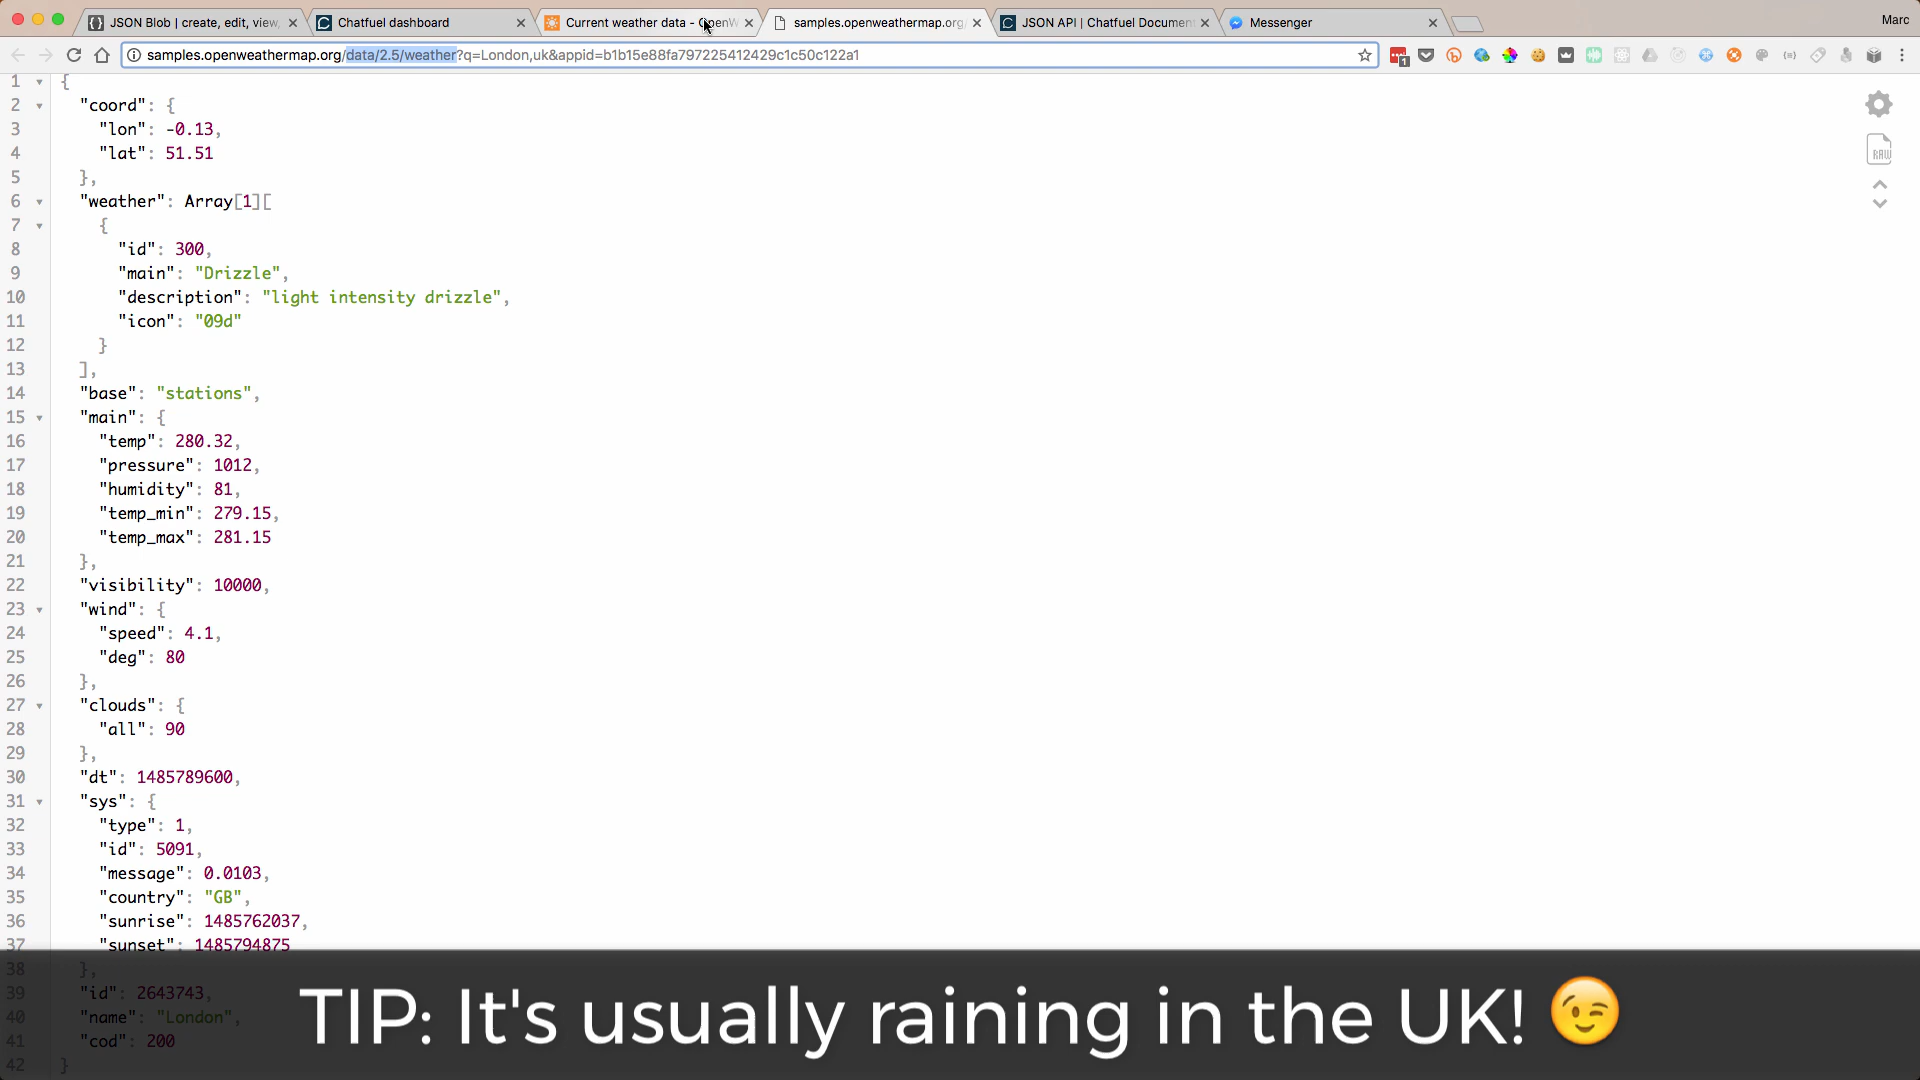 JSON Blob | create, edit, view,
Chatfuel dashboard
Current weather data - OpenW
samples.openweathermap.org/
JSON API | Chatfuel Document
Messenger
Marc
samples.openweathermap.org/data/2.5/weather?q=London,uk&appid=b1b15e88fa797225412429c1c50c122a1
1 {
2 "coord": {
3 "lon": -0.13,
4 "lat": 51.51
5 },
6 "weather": Array[1][
7 {
8 "id": 300,
9 "main": "Drizzle",
10 "description": "light intensity drizzle",
11 "icon": "09d"
12 }
13 ],
14 "base": "stations",
15 "main": {
16 "temp": 280.32,
17 "pressure": 1012,
18 "humidity": 81,
19 "temp_min": 279.15,
20 "temp_max": 281.15
21 },
22 "visibility": 10000,
23 "wind": {
24 "speed": 4.1,
25 "deg": 80
26 },
27 "clouds": {
28 "all": 90
29 },
30 "dt": 1485789600,
31 "sys": {
32 "type": 1,
33 "id": 5091,
34 "message": 0.0103,
35 "country": "GB",
36 "sunrise": 1485762037,
37 "sunset": 1485794875
38 },
39 "id": 2643743,
40 "name": "London",
41 "cod": 200
42 }
RAW
TIP: It's usually raining in the UK! 😉